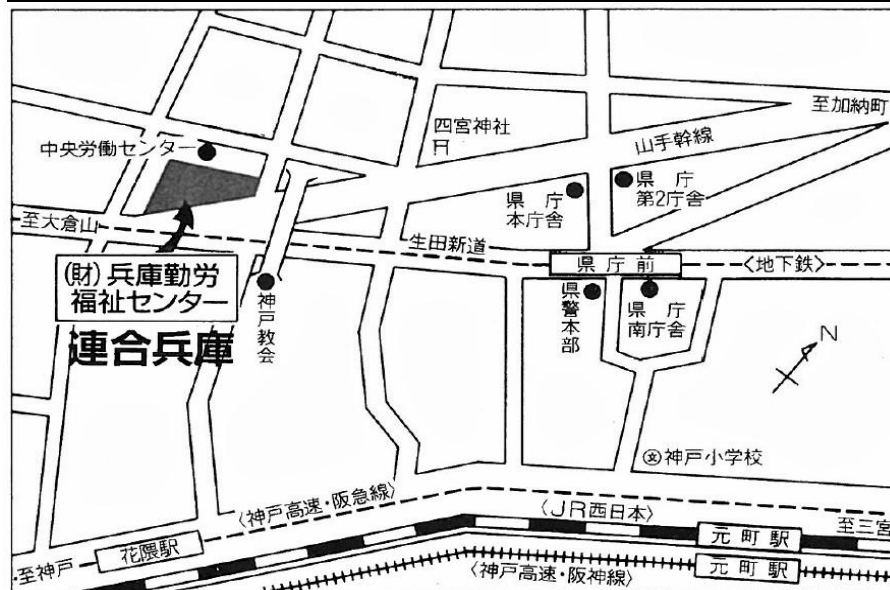 至加納町
四宮神社
山手幹線
中央労働センター
県庁
本庁舎
県庁
第2庁舎
至大倉山
生田新道
県庁前
〈地下鉄〉
(財)兵庫勤労
福祉センター
連合兵庫
神戸教会
県警本部
県庁
南庁舎
N
文神戸小学校
〈神戸高速・阪急線〉
〈JR西日本〉
至三宮
花隈駅
元町駅
至神戸
〈神戸高速・阪神線〉
元町駅